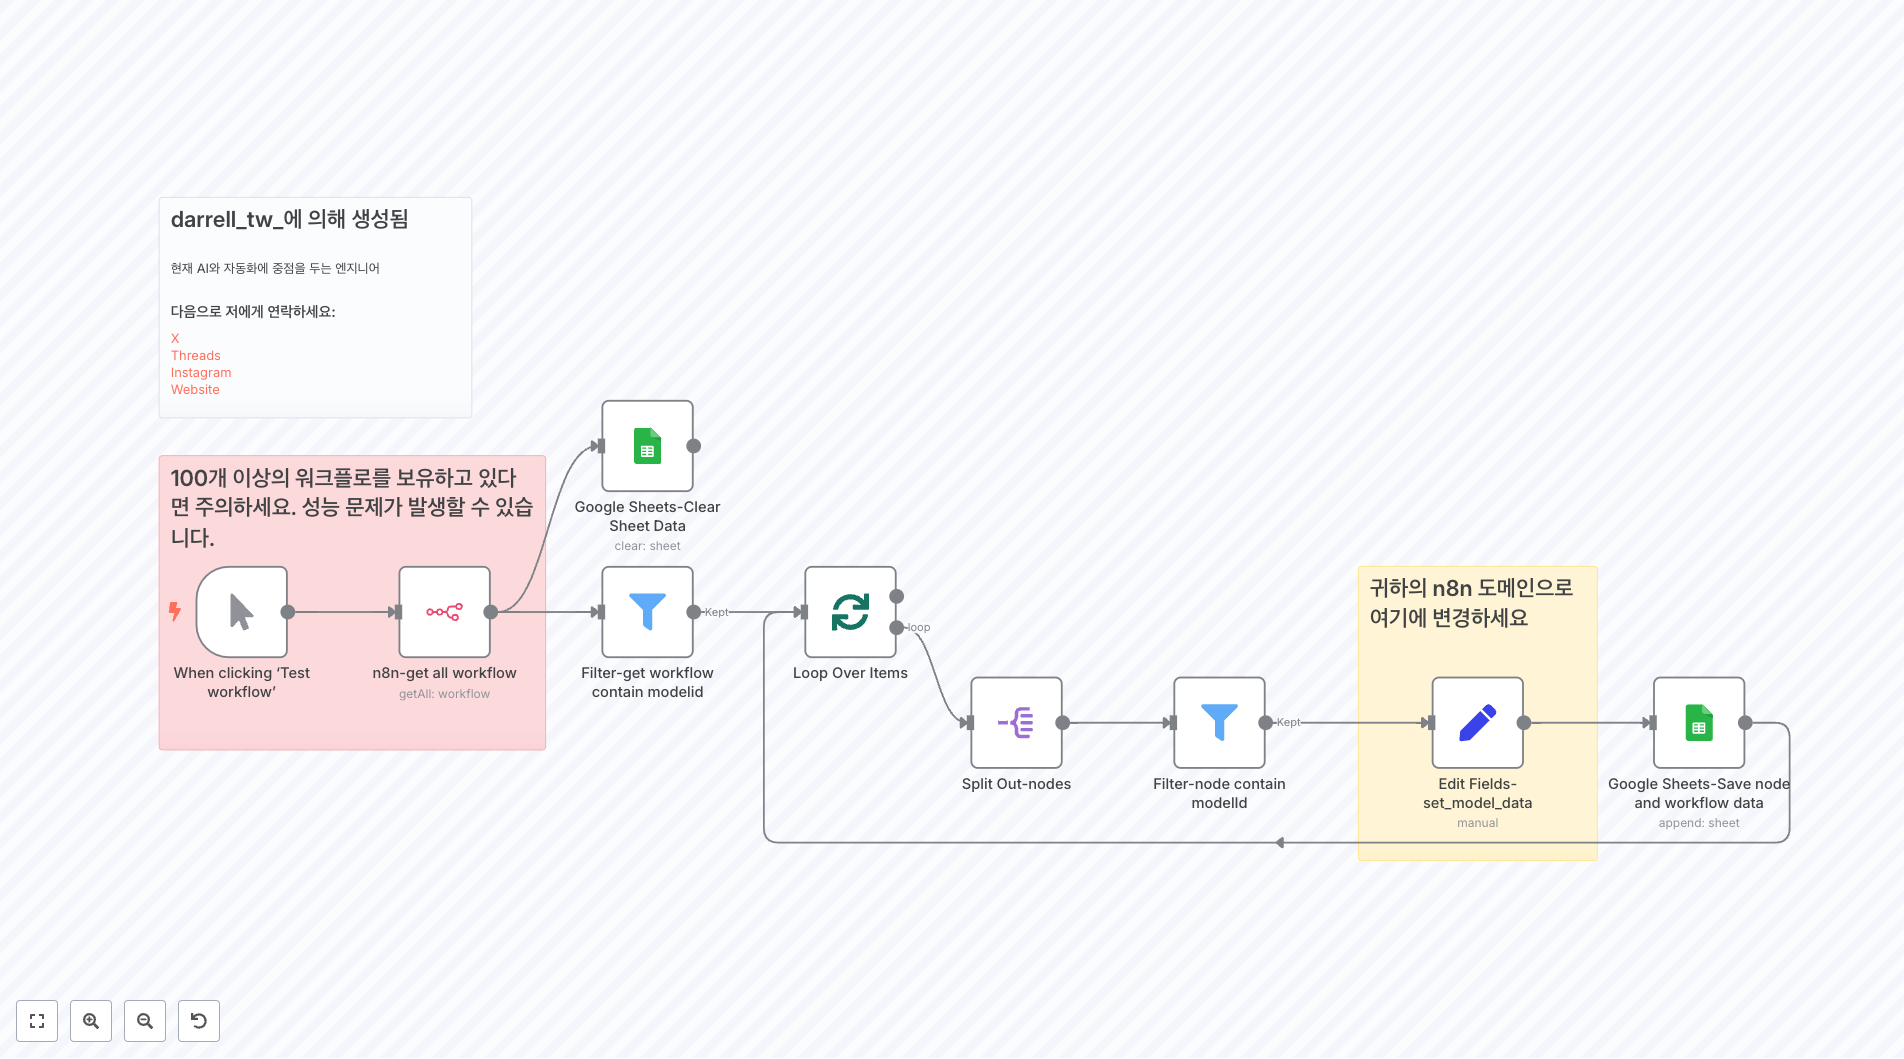 darrell_tw_에 의해 생성됨
현재 AI와 자동화에 중점을 두는 엔지니어
다음으로 저에게 연락하세요:
X
Threads
Instagram
Website
100개 이상의 워크플로를 보유하고 있다
면 주의하세요. 성능 문제가 발생할 수 있습
니다.
When clicking ‘Test
workflow’
n8n-get all workflow
getAll: workflow
Google Sheets-Clear
Sheet Data
clear: sheet
Filter-get workflow
contain modelid
Kept
Loop Over Items
loop
Split Out-nodes
Filter-node contain
modelId
Kept
귀하의 n8n 도메인으로
여기에 변경하세요
Edit Fields-
set_model_data
manual
Google Sheets-Save node
and workflow data
append: sheet